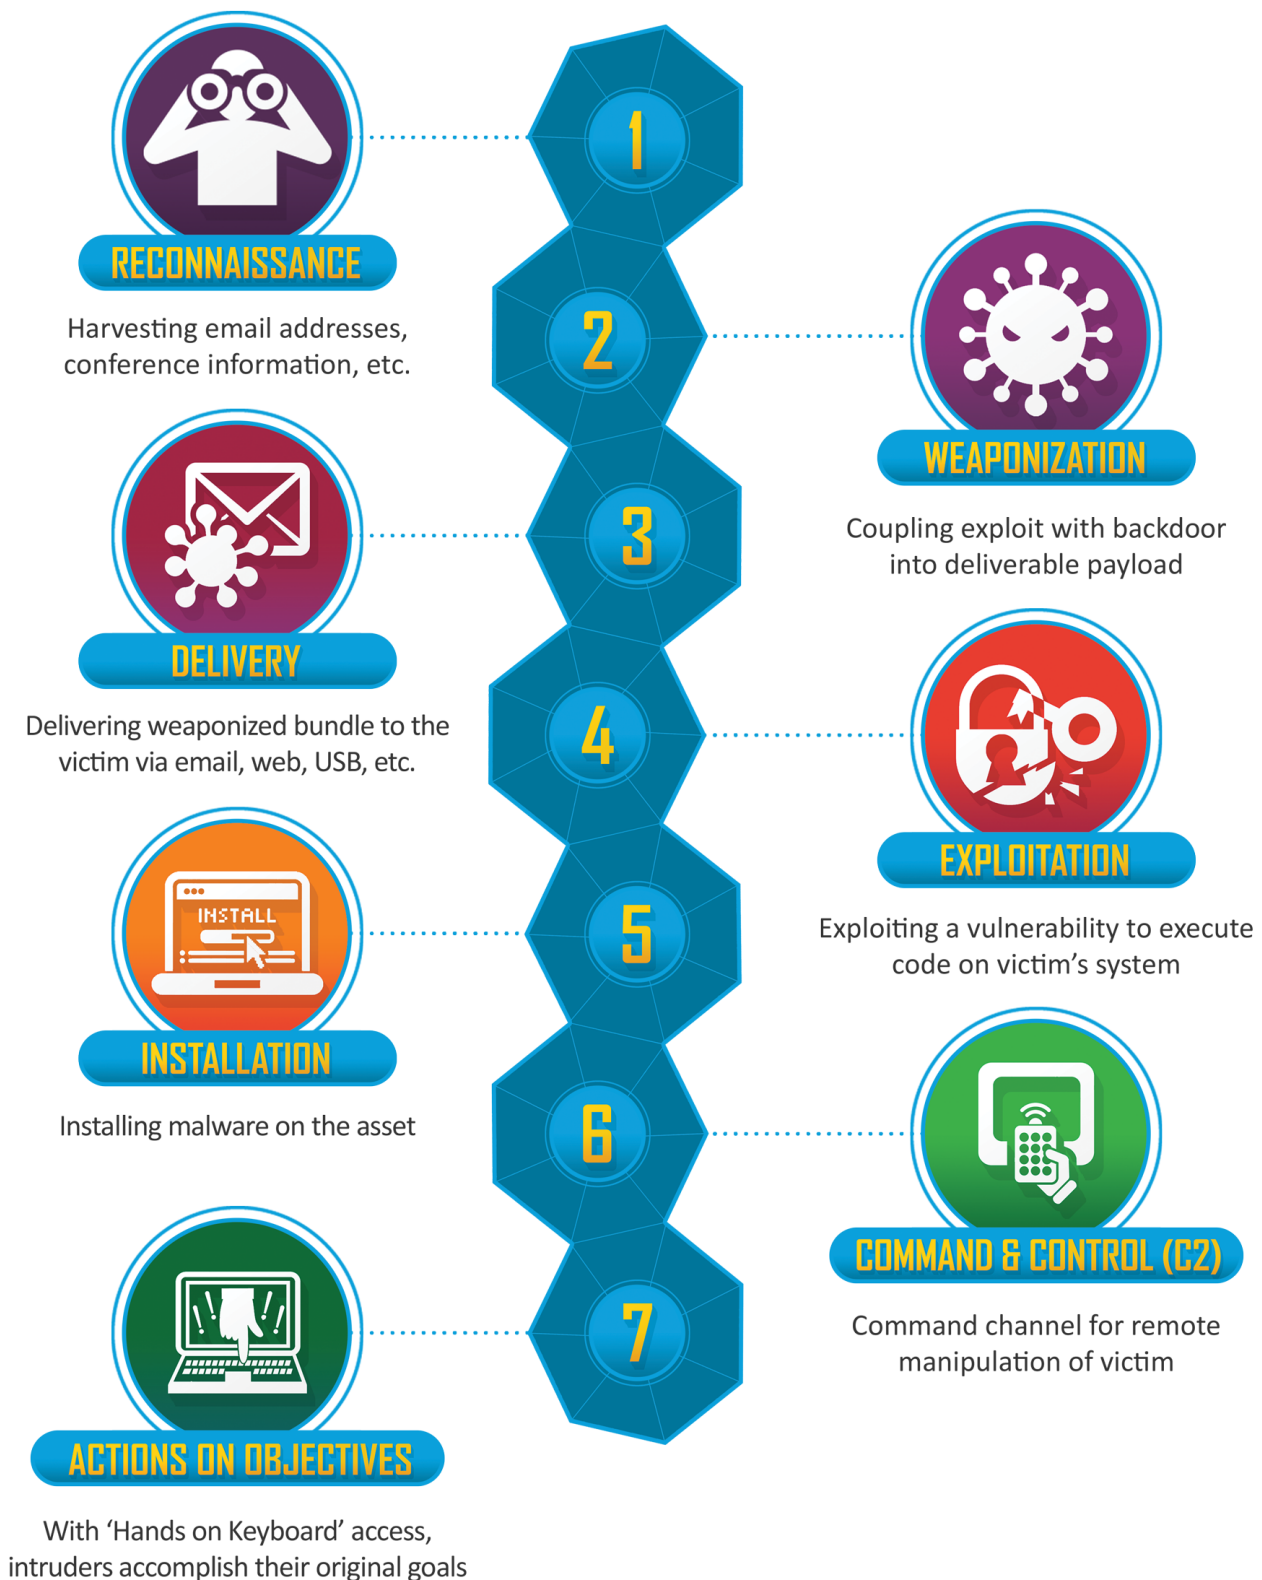 1
RECONNAISSANCE
Harvesting email addresses,
conference information, etc.
2
WEAPONIZATION
Coupling exploit with backdoor
into deliverable payload
3
DELIVERY
Delivering weaponized bundle to the
victim via email, web, USB, etc.
4
EXPLOITATION
Exploiting a vulnerability to execute
code on victim’s system
5
INSTALL
INSTALLATION
Installing malware on the asset
6
COMMAND & CONTROL (C2)
Command channel for remote
manipulation of victim
7
ACTIONS ON OBJECTIVES
With ‘Hands on Keyboard’ access,
intruders accomplish their original goals